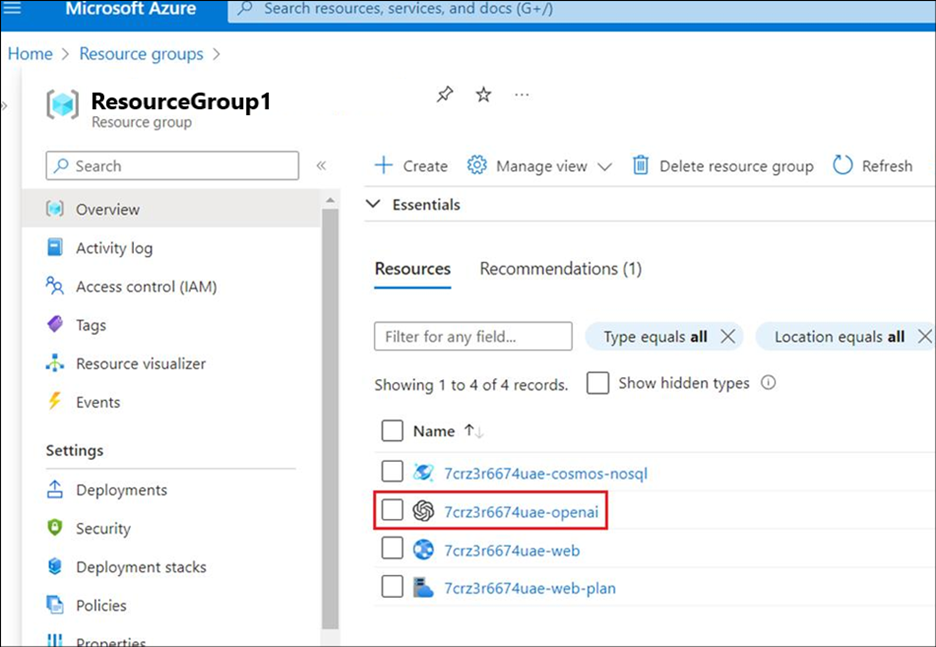 Microsoft Azure
Search resources, services, and docs (G+/)
Home > Resource groups >
ResourceGroup1
Resource group
Search
Overview
Activity log
Access control (IAM)
Tags
Resource visualizer
Events
Settings
Deployments
Security
Deployment stacks
Policies
Properties
Create Manage view Delete resource group Refresh
Essentials
Resources Recommendations (1)
Filter for any field... Type equals all Location equals all
Showing 1 to 4 of 4 records. Show hidden types
Name ↑↓
7crz3r6674uae-cosmos-nosql
7crz3r6674uae-openai
7crz3r6674uae-web
7crz3r6674uae-web-plan